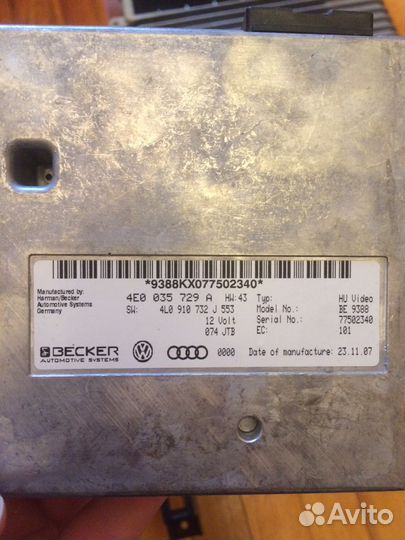 *9388KX077502340*
Manufactured by:
Harman/Becker
Automotive Systems
Germany
4E0 035 729 A HW:43 Typ: HU Video
SW: 4L0 910 732 J 553 Model No.: BE 9388
12 Volt Serial No.: 77502340
074 JTB EC: 101
BECKER
AUTOMOTIVE SYSTEMS
0000 Date of manufacture: 23.11.07
Avito